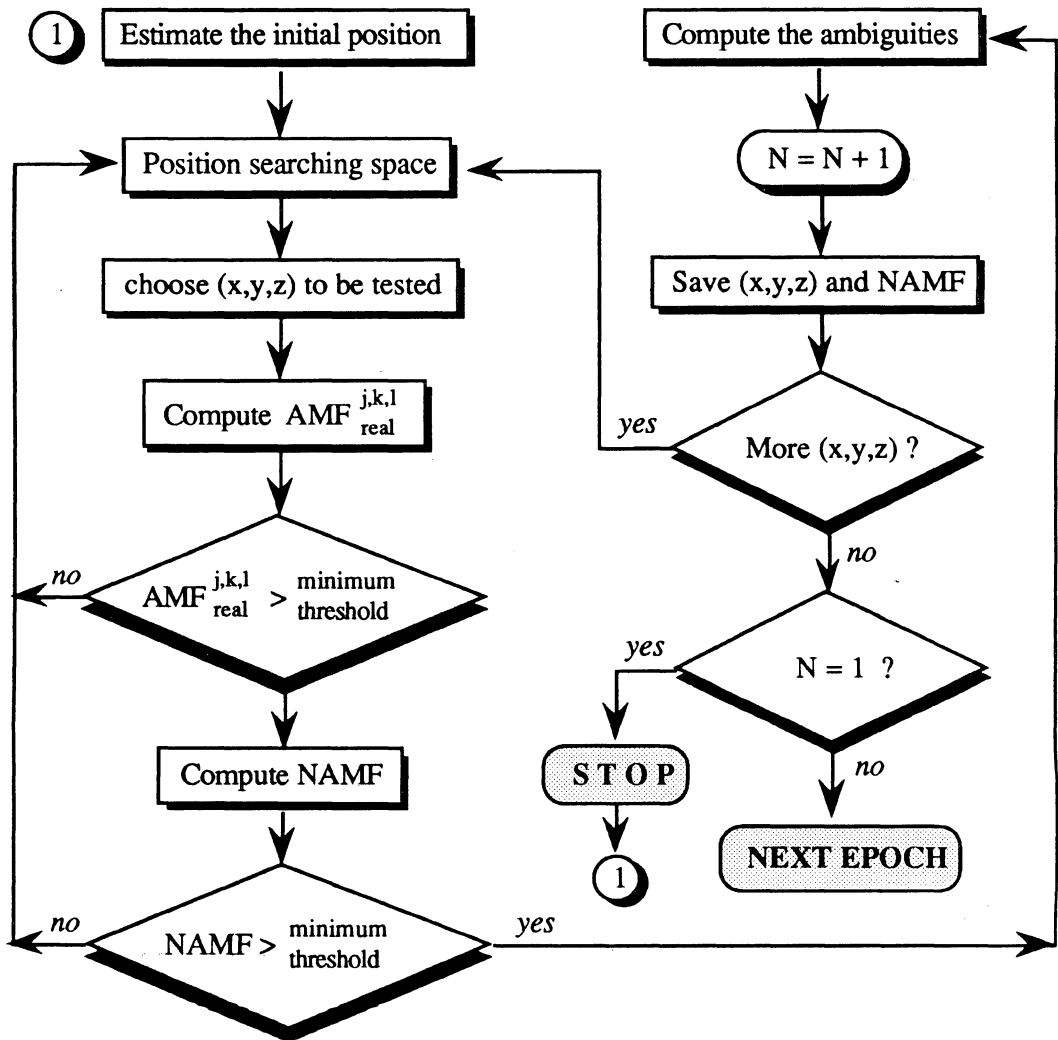 1
Estimate the initial position
Position searching space
choose (x,y,z) to be tested
Compute AMF j,k,l real
AMF j,k,l real > minimum threshold
no
Compute NAMF
NAMF > minimum threshold
no
yes
Compute the ambiguities
N = N + 1
Save (x,y,z) and NAMF
More (x,y,z) ?
yes
no
N = 1 ?
yes
no
S T O P
1
NEXT EPOCH